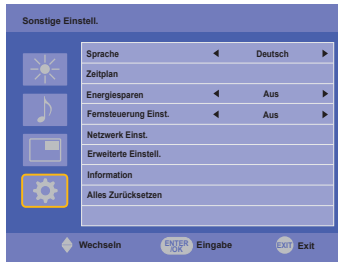 Sonstige Einstell.
Sprache Deutsch
Zeitplan
Energiesparen Aus
Fernsteuerung Einst. Aus
Netzwerk Einst.
Erweiterte Einstell.
Information
Alles Zurücksetzen
Wechseln ENTER /OK Eingabe EXIT Exit